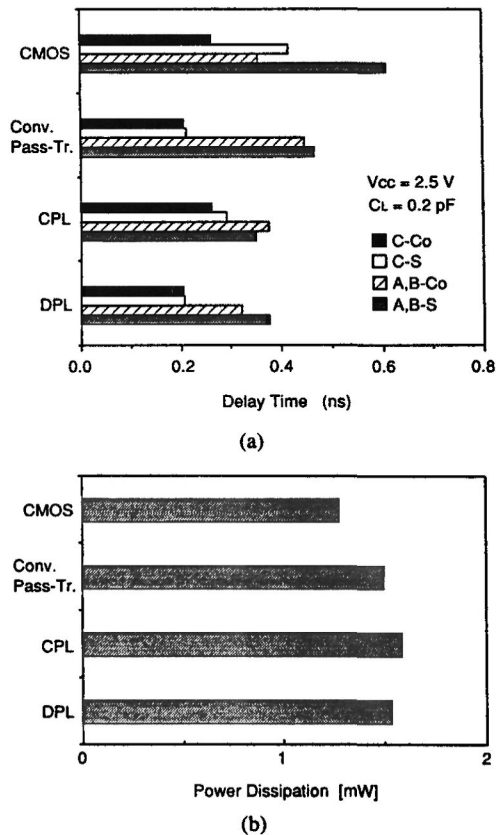 CMOS
Conv.
Pass-Tr.
CPL
DPL
Vcc = 2.5 V
CL = 0.2 pF
C-Co
C-S
A,B-Co
A,B-S
0.0 0.2 0.4 0.6 0.8
Delay Time (ns)
(a)
CMOS
Conv.
Pass-Tr.
CPL
DPL
0 1 2
Power Dissipation [mW]
(b)